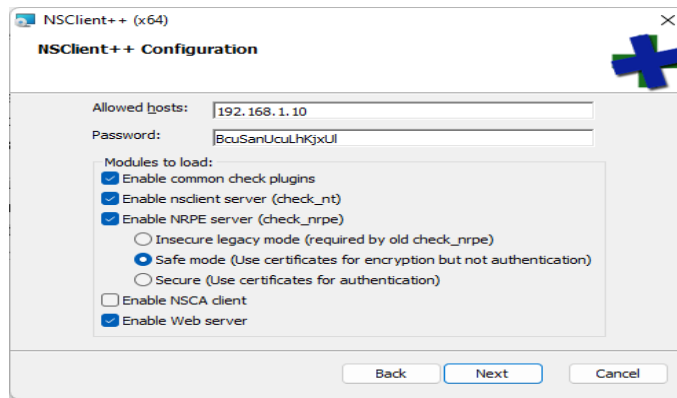 NSClient++ (x64)
NSClient++ Configuration
Allowed hosts: 192.168.1.10
Password: BcuSanUcuLhKjxUl
Modules to load:
Enable common check plugins
Enable nsclient server (check_nt)
Enable NRPE server (check_nrpe)
Insecure legacy mode (required by old check_nrpe)
Safe mode (Use certificates for encryption but not authentication)
Secure (Use certificates for authentication)
Enable NSCA client
Enable Web server
Back Next Cancel